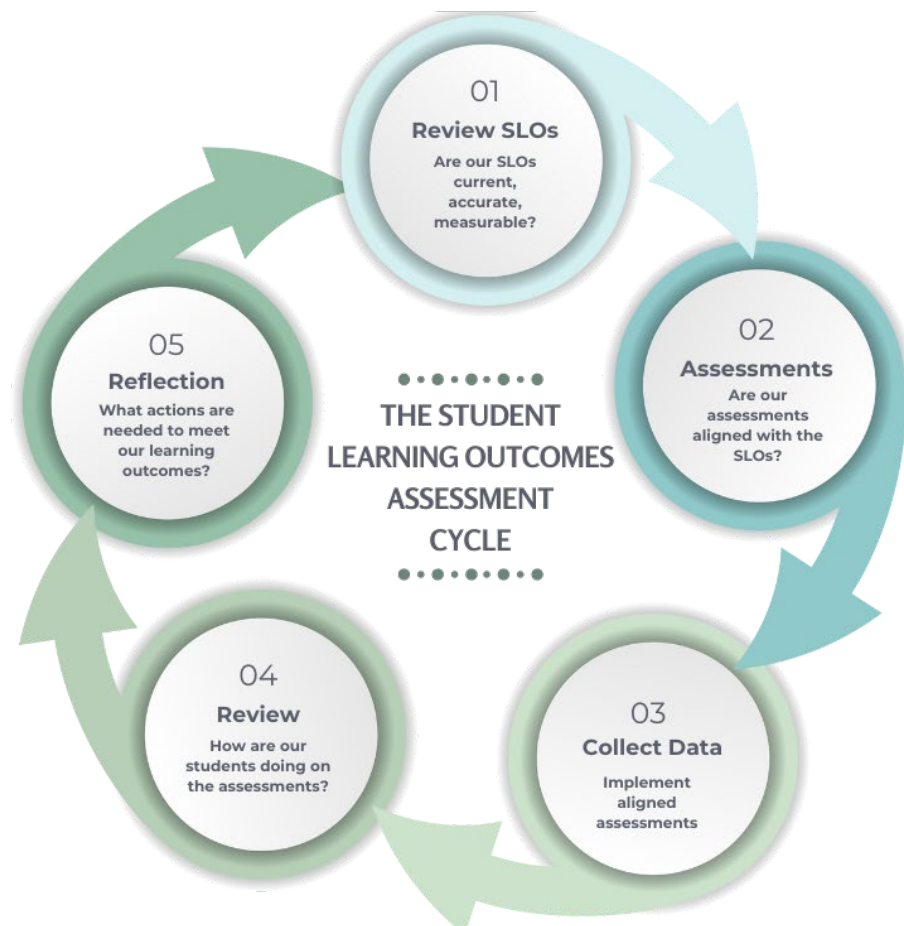 01
Review SLOs
Are our SLOs
current,
accurate,
measurable?
02
Assessments
Are our
assessments
aligned with the
SLOs?
03
Collect Data
Implement
aligned
assessments
04
Review
How are our
students doing on
the assessments?
05
Reflection
What actions are
needed to meet
our learning
outcomes?
THE STUDENT
LEARNING OUTCOMES
ASSESSMENT
CYCLE